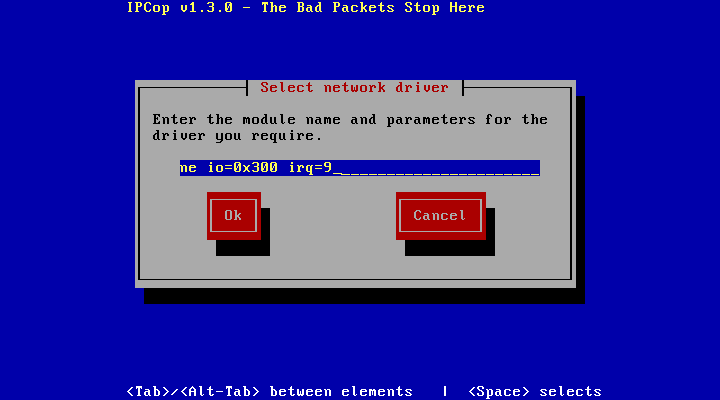 IPCop v1.3.0 - The Bad Packets Stop Here
Select network driver
Enter the module name and parameters for the
driver you require.
ne io=0x300 irq=9_______________________
Ok Cancel
<Tab>/<Alt-Tab> between elements | <Space> selects